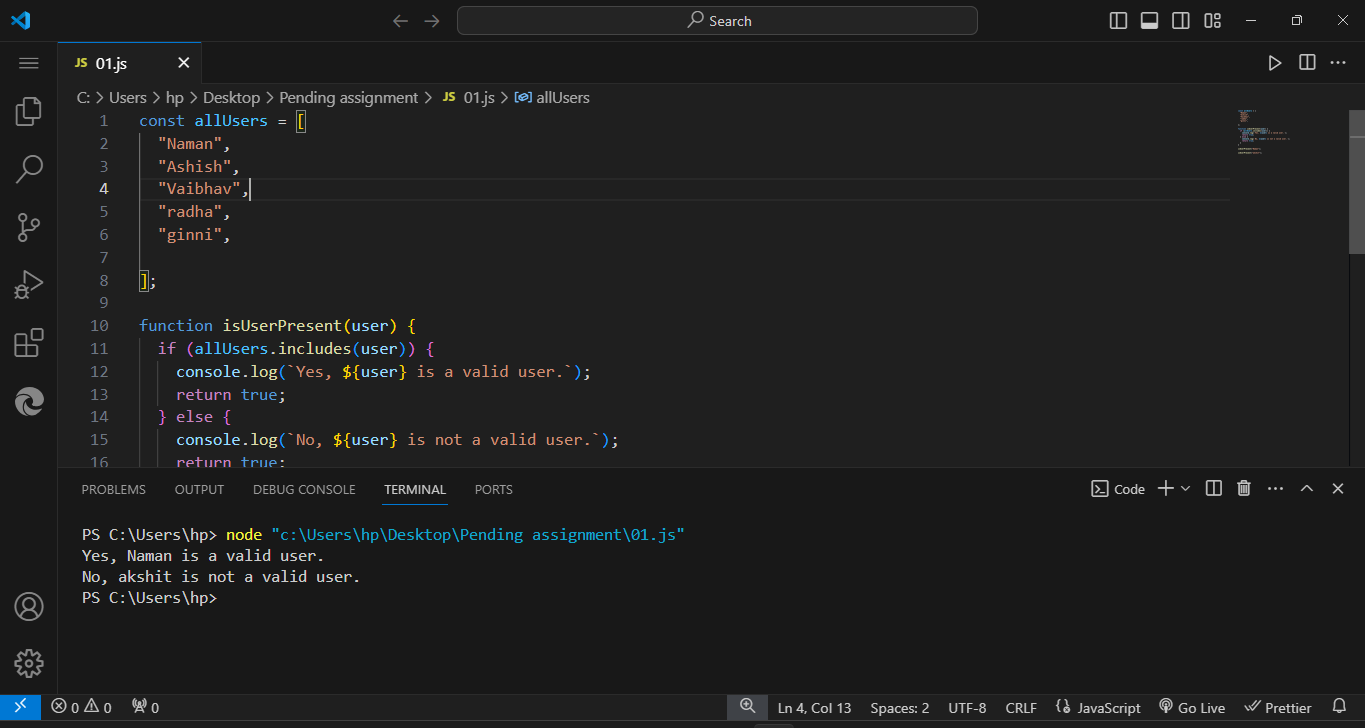 Search
JS 01.js
C: > Users > hp > Desktop > Pending assignment > JS 01.js > allUsers
1 const allUsers = [
2 "Naman",
3 "Ashish",
4 "Vaibhav",
5 "radha",
6 "ginni",
7
8 ];
9
10 function isUserPresent(user) {
11 if (allUsers.includes(user)) {
12 console.log(`Yes, ${user} is a valid user.`);
13 return true;
14 } else {
15 console.log(`No, ${user} is not a valid user.`);
16 return true;
PROBLEMS OUTPUT DEBUG CONSOLE TERMINAL PORTS Code
PS C:\Users\hp> node "c:\Users\hp\Desktop\Pending assignment\01.js"
Yes, Naman is a valid user.
No, akshit is not a valid user.
PS C:\Users\hp>
0 0 0 Ln 4, Col 13 Spaces: 2 UTF-8 CRLF {} JavaScript Go Live Prettier